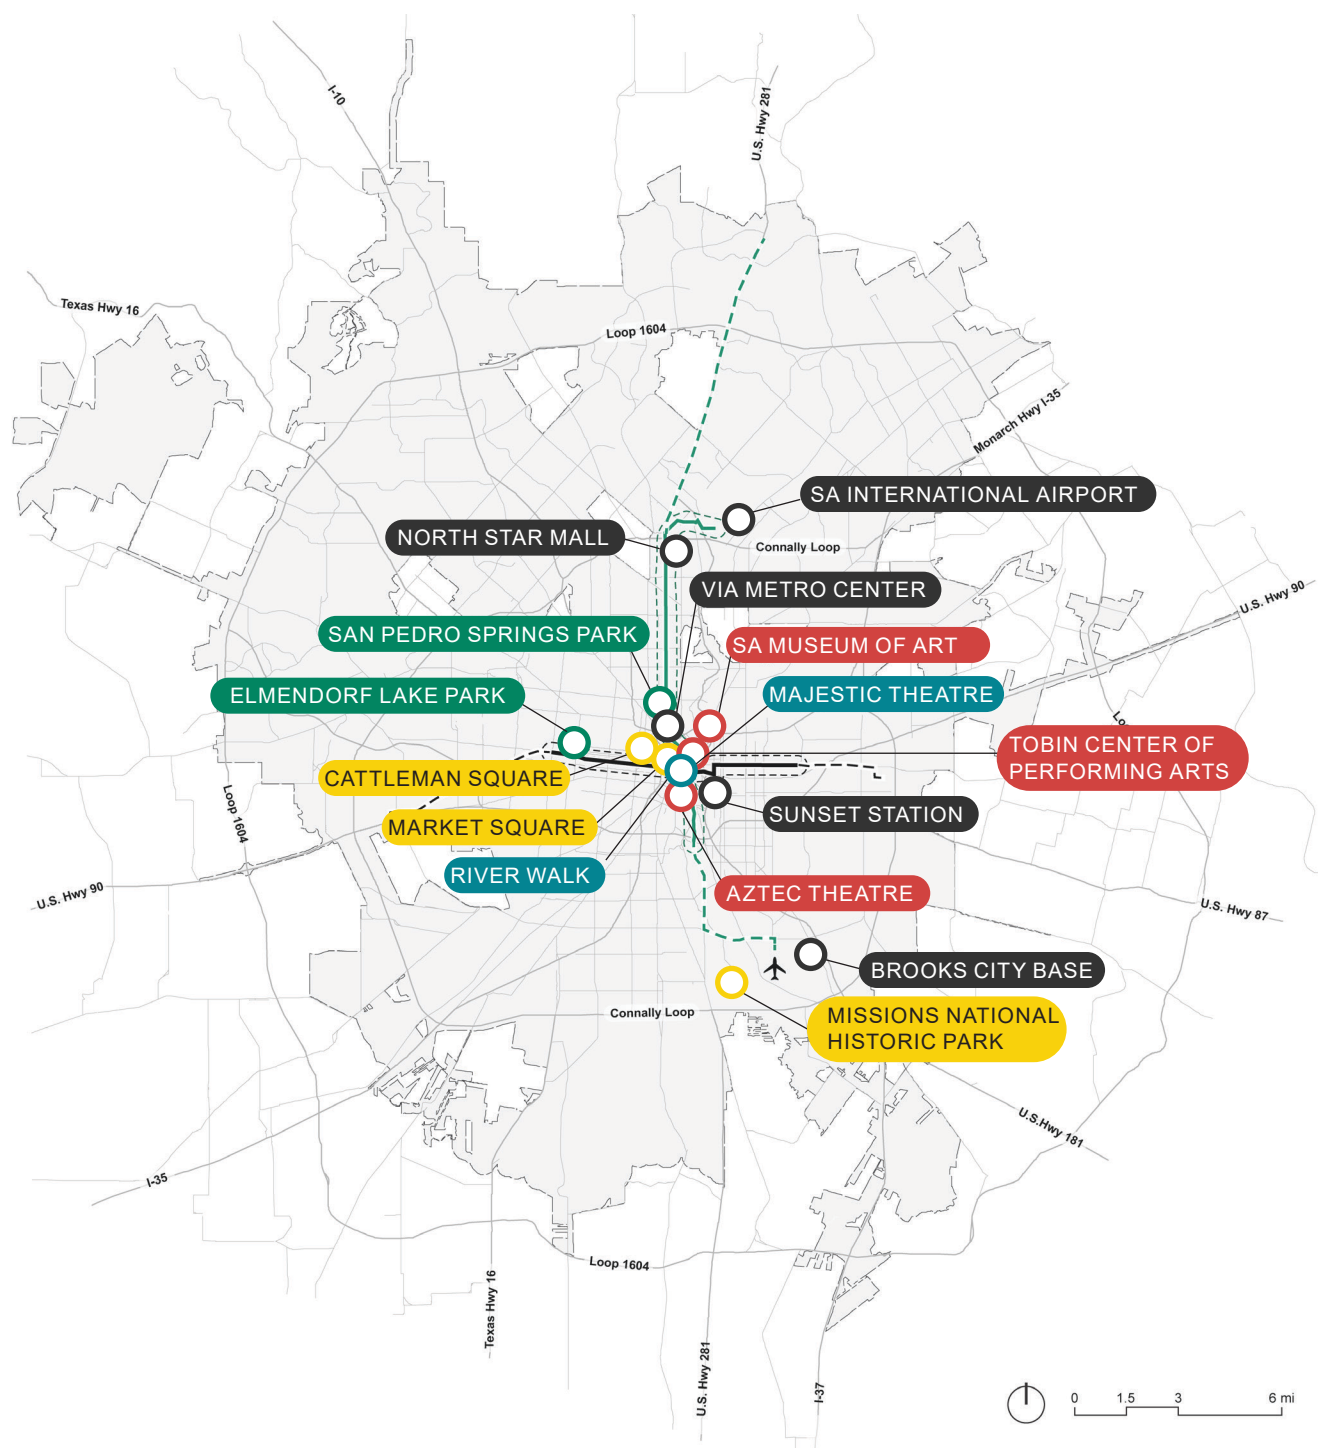 I-10
U.S. Hwy 281
Texas Hwy 16
Loop 1604
Monarch Hwy I-35
SA INTERNATIONAL AIRPORT
NORTH STAR MALL
Connally Loop
VIA METRO CENTER
U.S. Hwy 90
SAN PEDRO SPRINGS PARK
SA MUSEUM OF ART
ELMENDORF LAKE PARK
MAJESTIC THEATRE
Lo
TOBIN CENTER OF
PERFORMING ARTS
CATTLEMAN SQUARE
Loop 1604
SUNSET STATION
MARKET SQUARE
RIVER WALK
U.S. Hwy 90
AZTEC THEATRE
U.S. Hwy 87
BROOKS CITY BASE
Connally Loop
MISSIONS NATIONAL
HISTORIC PARK
U.S.Hwy 181
I-35
Loop 1604
Texas Hwy 16
U.S. Hwy 281
I-37
0 1.5 3 6 mi